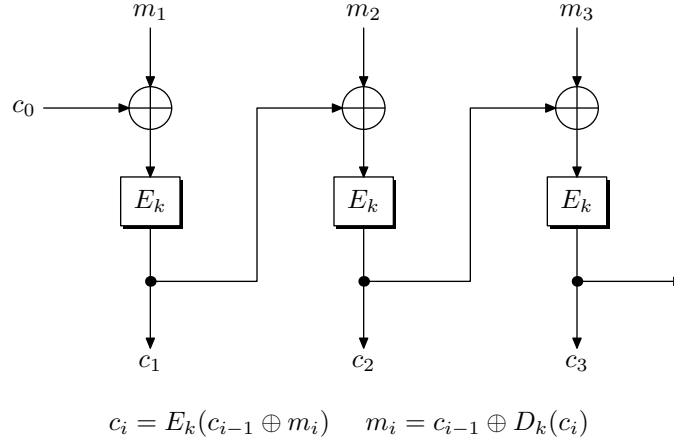 m₁ m₂ m₃
c₀
Eₖ Eₖ Eₖ
c₁ c₂ c₃
cᵢ = Eₖ(cᵢ₋₁ ⊕ mᵢ) mᵢ = cᵢ₋₁ ⊕ Dₖ(cᵢ)